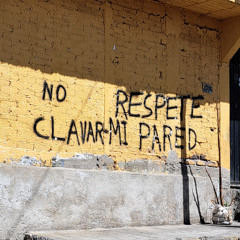 NO RESPETE
CLAVAR-MI PARED